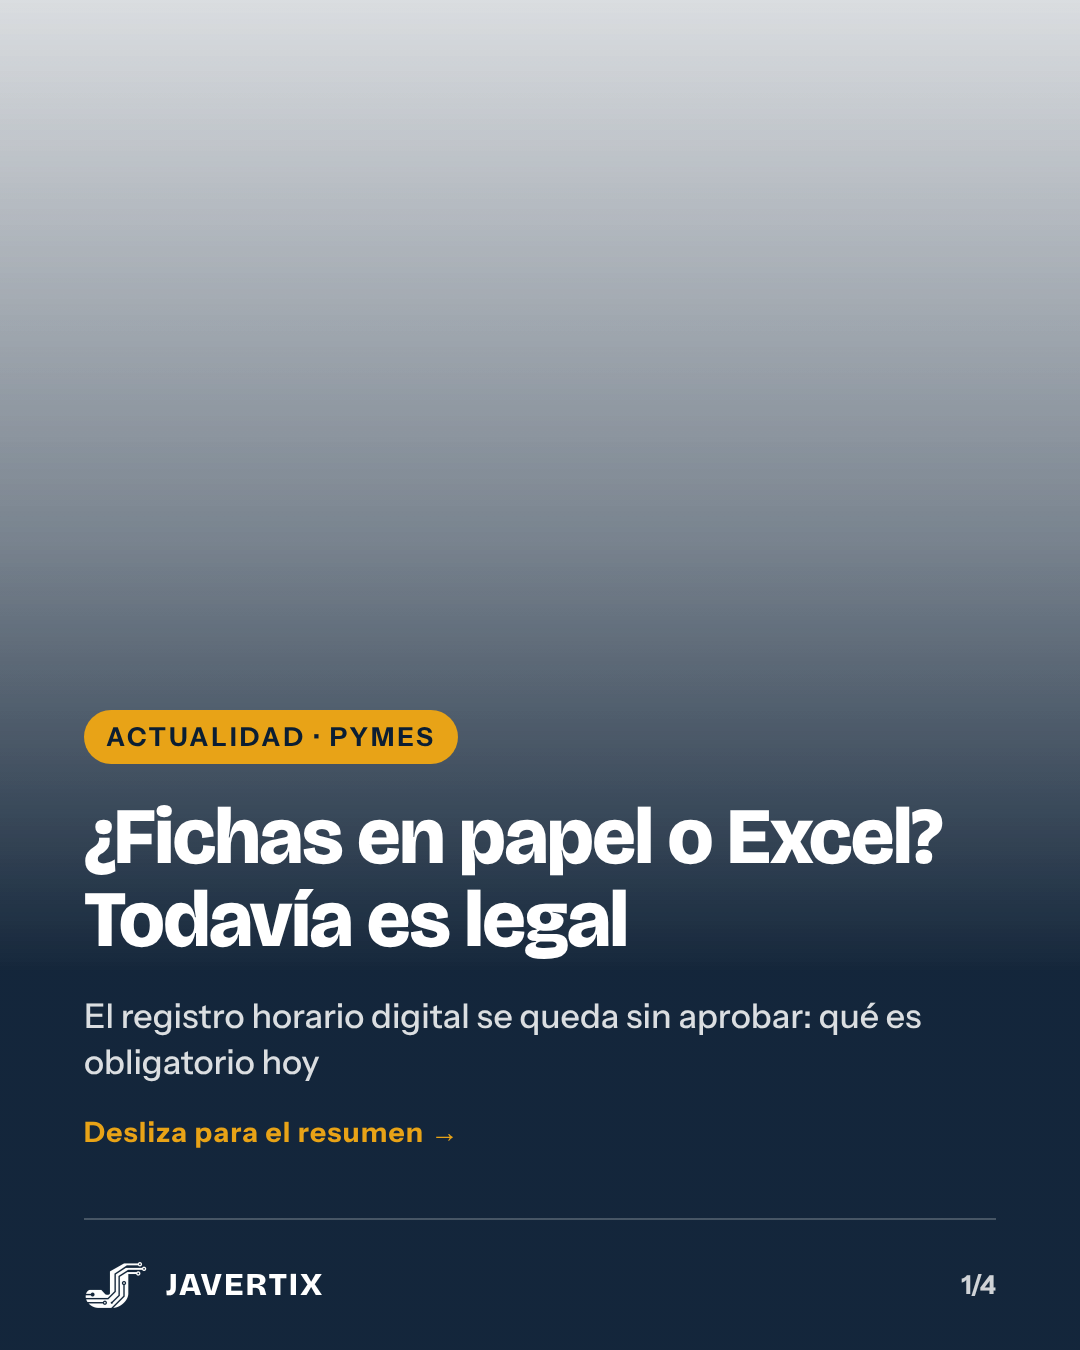 ACTUALIDAD · PYMES
¿Fichas en papel o Excel?
Todavía es legal
El registro horario digital se queda sin aprobar: qué es
obligatorio hoy
Desliza para el resumen →
JAVERTIX
1/4